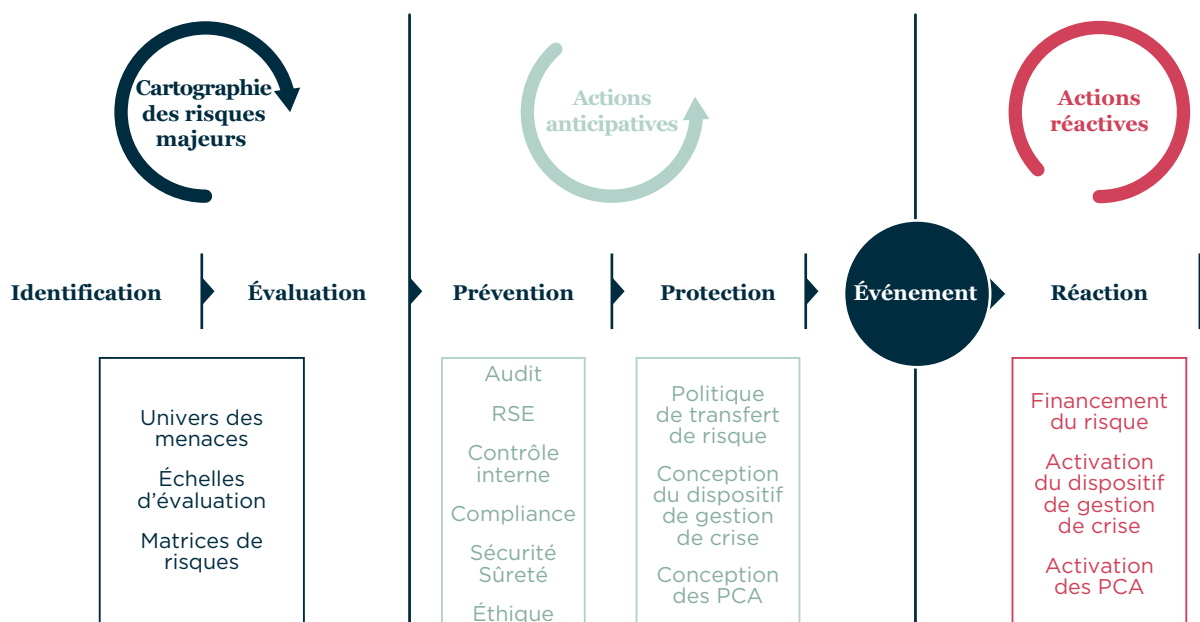 Cartographie
des risques
majeurs
Actions
anticipatives
Actions
réactives
Identification
Évaluation
Prévention
Protection
Événement
Réaction
Univers des
menaces
Échelles
d’évaluation
Matrices de
risques
Audit
RSE
Contrôle
interne
Compliance
Sécurité
Sûreté
Éthique
Politique
de transfert
de risque
Conception
du dispositif
de gestion
de crise
Conception
des PCA
Financement
du risque
Activation
du dispositif
de gestion
de crise
Activation
des PCA